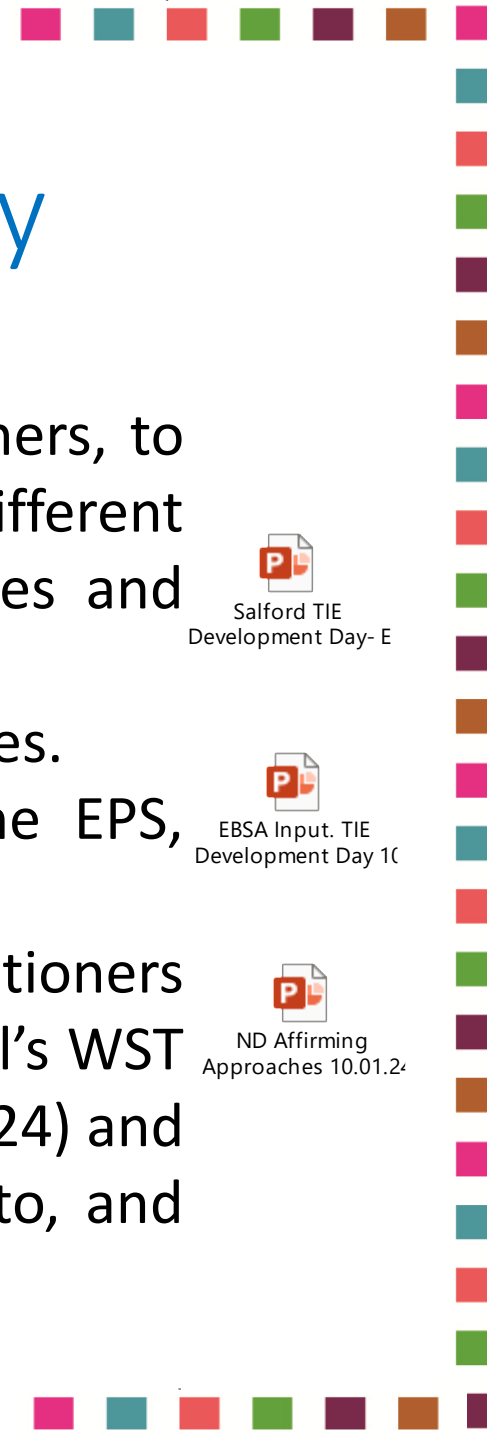 y
ners, to
ifferent
es and
es.
ne EPS,
tioners
l’s WST
24) and
to, and
Salford TIE
Development Day- E
EBSA Input. TIE
Development Day 10
ND Affirming
Approaches 10.01.24